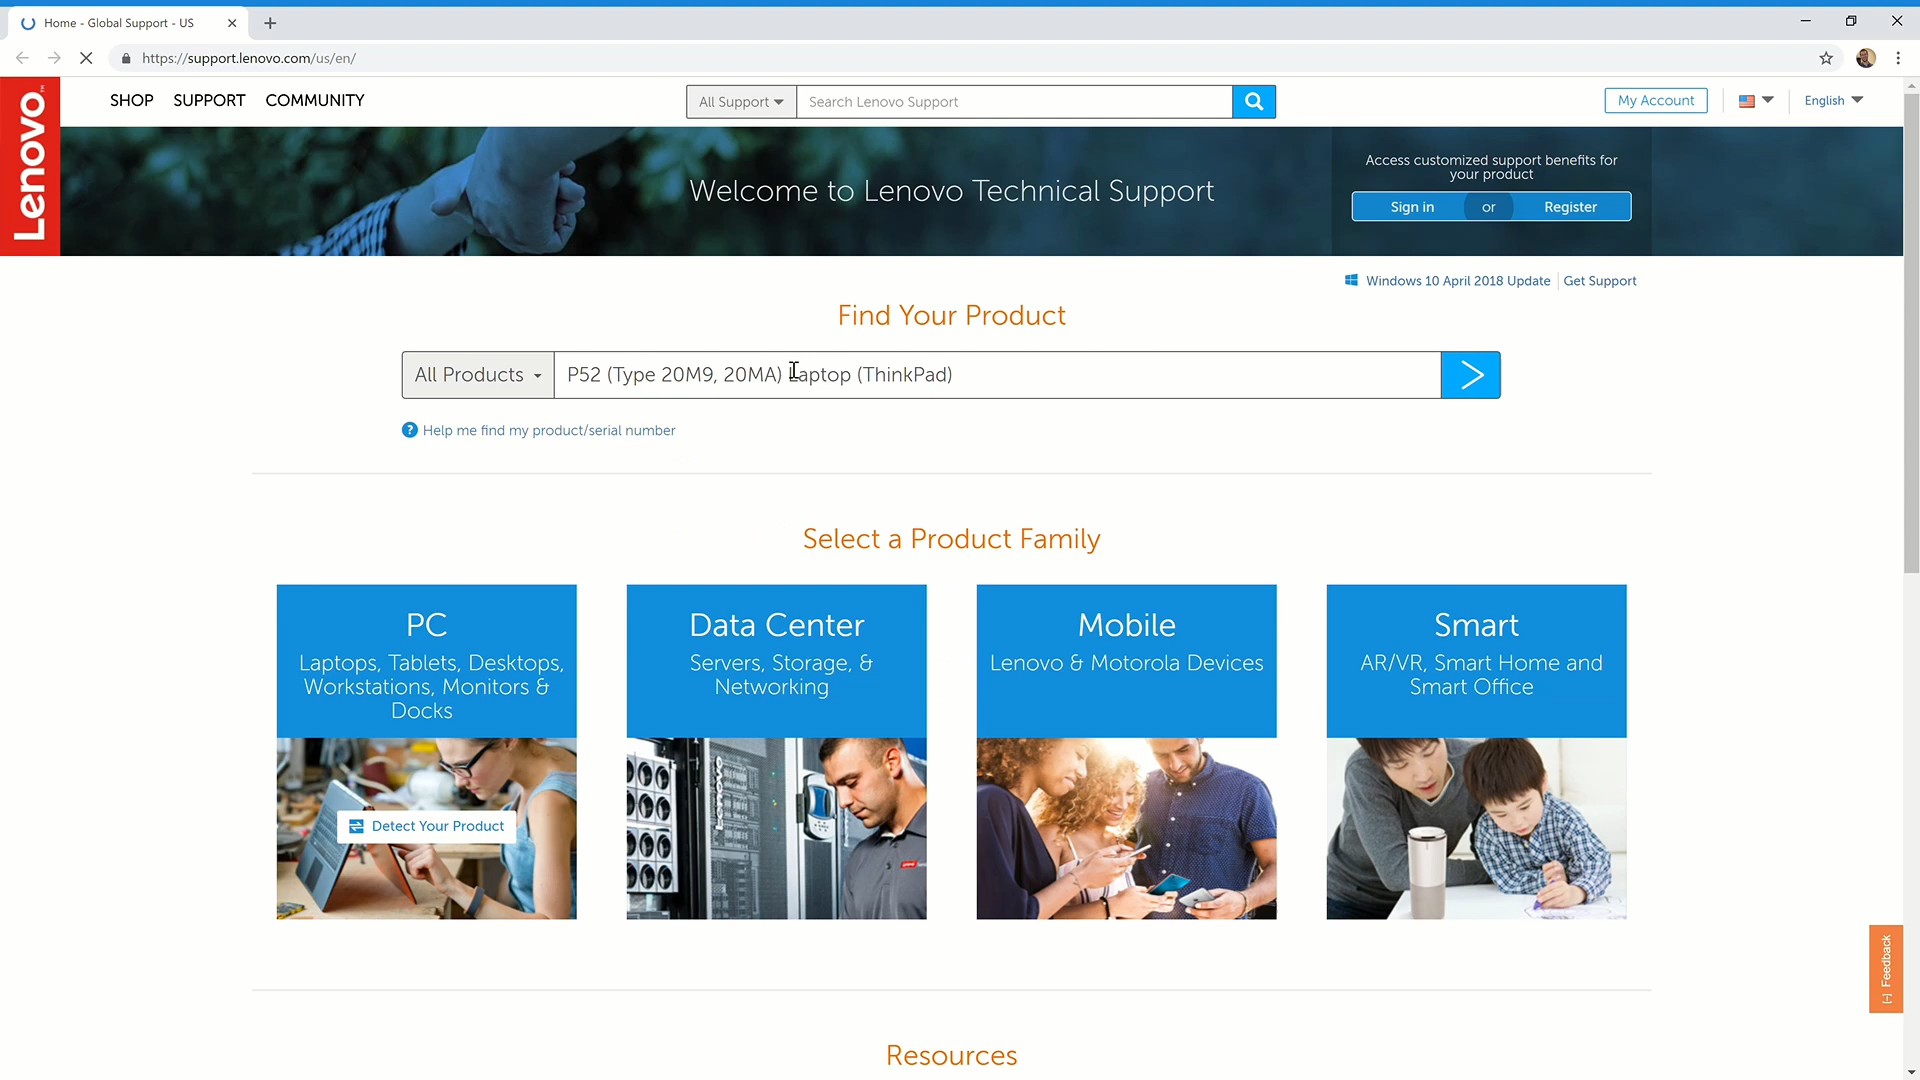 Home - Global Support - US
https://support.lenovo.com/us/en/
Lenovo
SHOP SUPPORT COMMUNITY
All Support
Search Lenovo Support
My Account
English
Welcome to Lenovo Technical Support
Access customized support benefits for
your product
Sign in or Register
Windows 10 April 2018 Update Get Support
Find Your Product
All Products
P52 (Type 20M9, 20MA) Laptop (ThinkPad)
? Help me find my product/serial number
Select a Product Family
PC
Laptops, Tablets, Desktops,
Workstations, Monitors &
Docks
Detect Your Product
Data Center
Servers, Storage, &
Networking
Mobile
Lenovo & Motorola Devices
Smart
AR/VR, Smart Home and
Smart Office
[-] Feedback
Resources